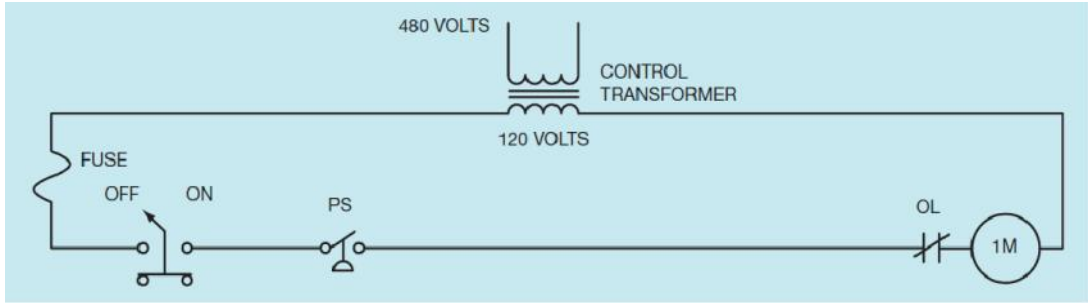 480 VOLTS
CONTROL
TRANSFORMER
120 VOLTS
FUSE
OFF ON
PS
OL
1M